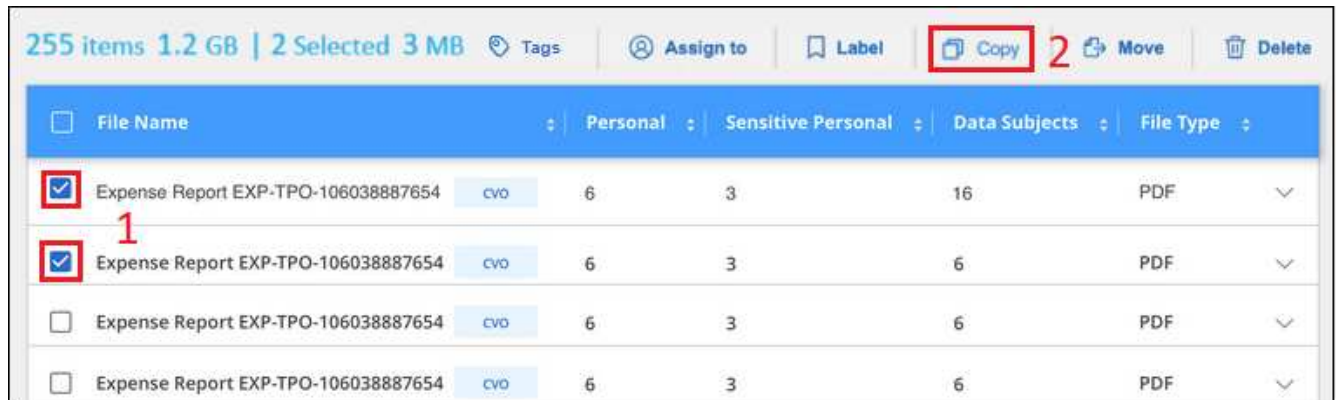 255 items 1.2 GB | 2 Selected 3 MB Tags Assign to Label Copy 2 Move Delete
File Name Personal Sensitive Personal Data Subjects File Type
Expense Report EXP-TPO-106038887654 CVO 6 3 16 PDF
1
Expense Report EXP-TPO-106038887654 CVO 6 3 6 PDF
Expense Report EXP-TPO-106038887654 CVO 6 3 6 PDF
Expense Report EXP-TPO-106038887654 CVO 6 3 6 PDF